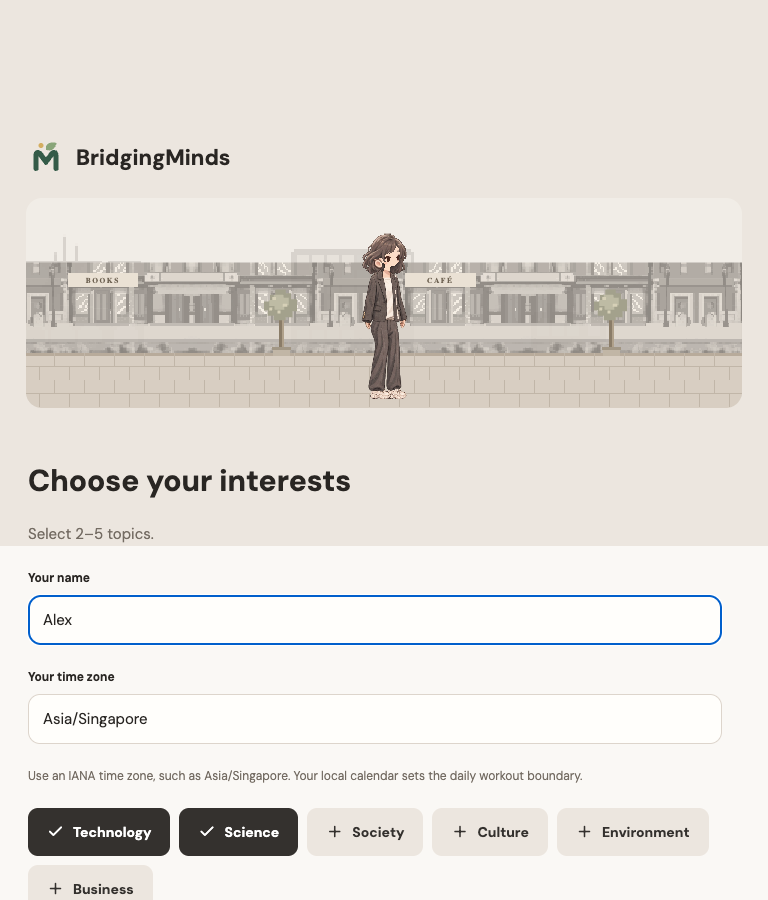 BridgingMinds
BOOKS
CAFÉ
Choose your interests
Select 2–5 topics.
Your name
Alex
Your time zone
Asia/Singapore
Use an IANA time zone, such as Asia/Singapore. Your local calendar sets the daily workout boundary.
Technology Science Society Culture Environment
Business